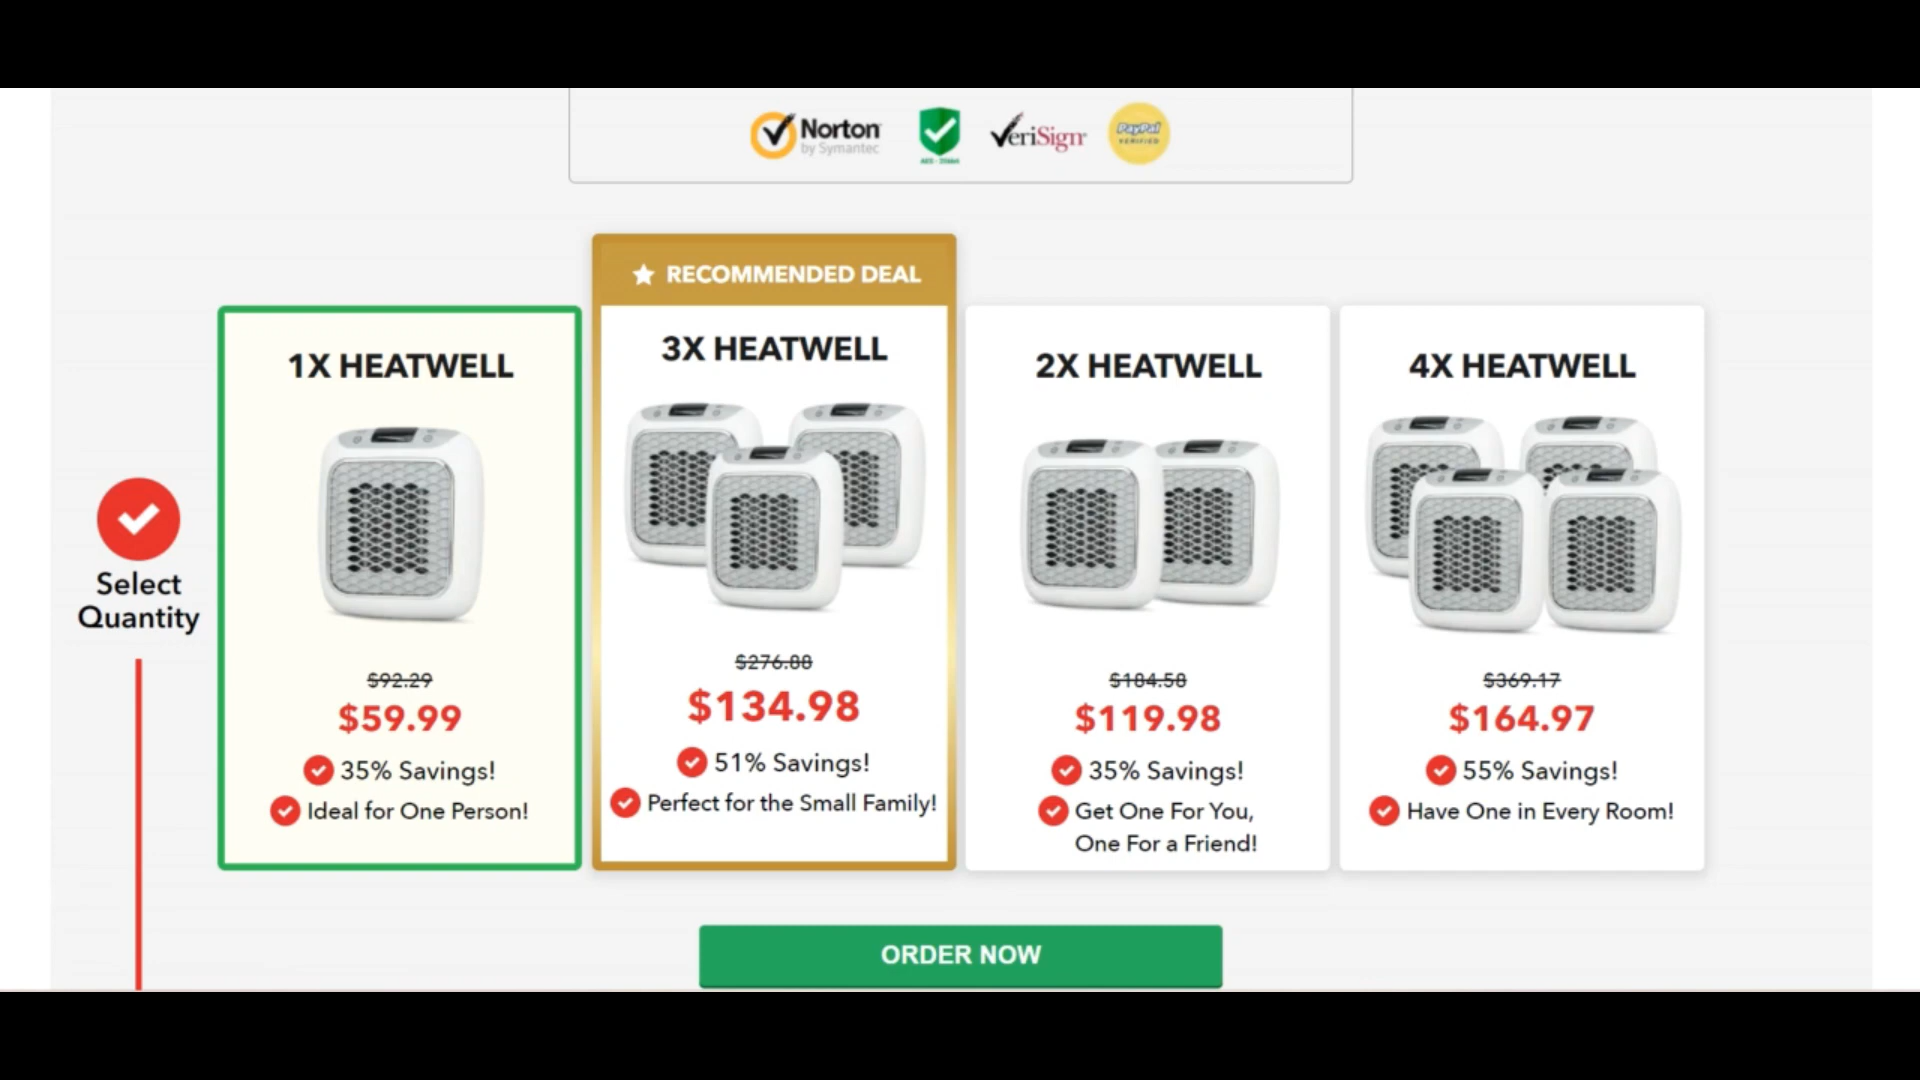 Norton
by Symantec
VeriSign
PayPal
VERIFIED
RECOMMENDED DEAL
1X HEATWELL
3X HEATWELL
2X HEATWELL
4X HEATWELL
Select
Quantity
$92.29
$59.99
35% Savings!
Ideal for One Person!
$276.88
$134.98
51% Savings!
Perfect for the Small Family!
$184.58
$119.98
35% Savings!
Get One For You,
One For a Friend!
$369.17
$164.97
55% Savings!
Have One in Every Room!
ORDER NOW